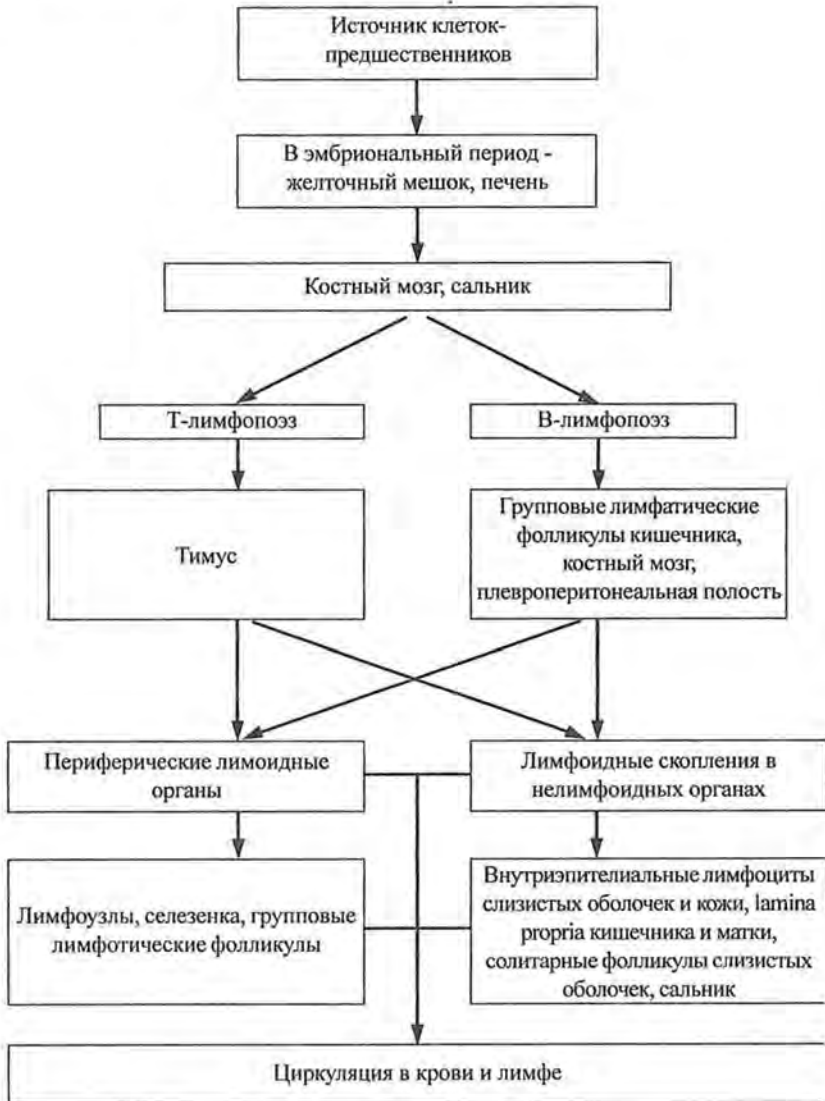 Источник клеток-
предшественников
В эмбриональный период -
желточный мешок, печень
Костный мозг, сальник
Т-лимфопоэз
В-лимфопоэз
Тимус
Групповые лимфатические
фолликулы кишечника,
костный мозг,
плевроперитонеальная полость
Периферические лимоидные
органы
Лимфоидные скопления в
нелимфоидных органах
Лимфоузлы, селезенка, групповые
лимфотические фолликулы
Внутриэпителиальные лимфоциты
слизистых оболочек и кожи, lamina
propria кишечника и матки,
солитарные фолликулы слизистых
оболочек, сальник
Циркуляция в крови и лимфе